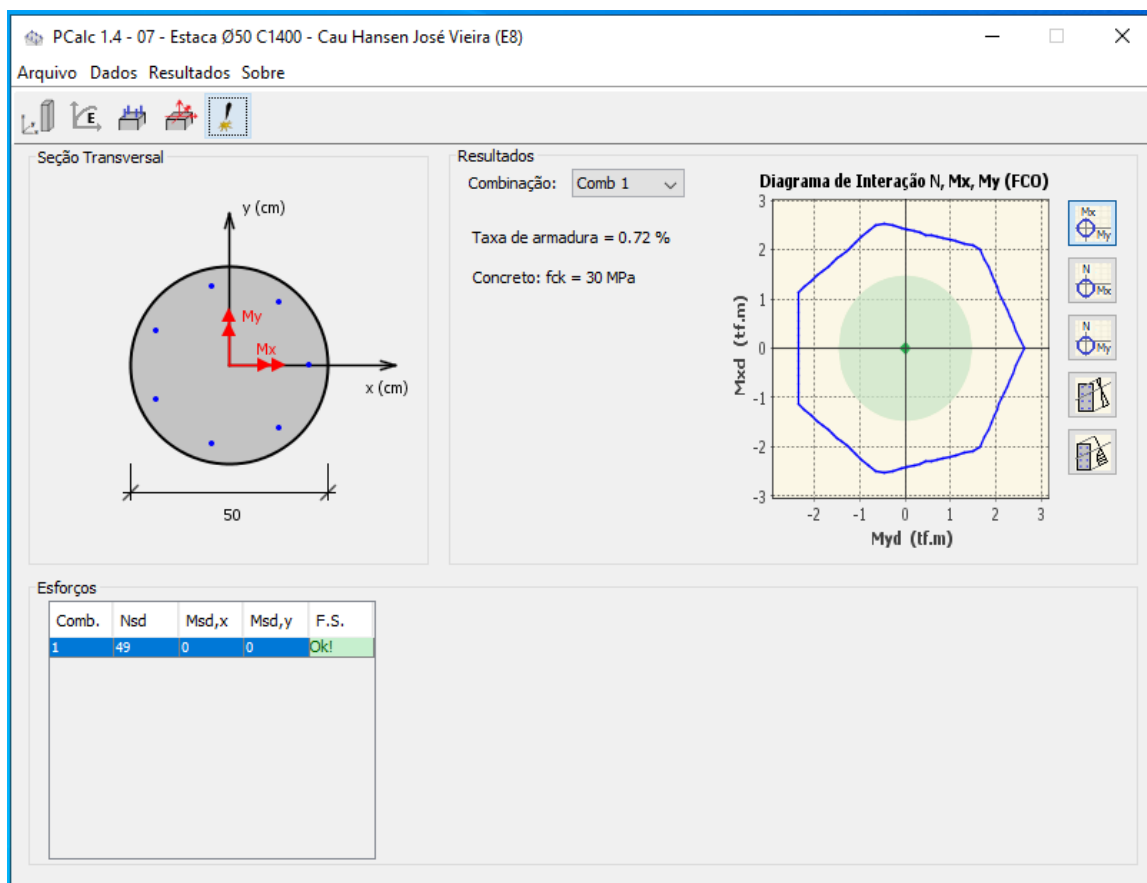 PCalc 1.4 - 07 - Estaca Ø50 C1400 - Cau Hansen José Vieira (E8)
Arquivo Dados Resultados Sobre
E
Seção Transversal
y (cm)
My
Mx
x (cm)
50
Resultados
Combinação: Comb 1
Taxa de armadura = 0.72 %
Concreto: fck = 30 MPa
Diagrama de Interação N, Mx, My (FCO)
3
2
1
0
-1
-2
-3
Mxd (tf.m)
-2 -1 0 1 2 3
Myd (tf.m)
Mx
My
N
Mx
N
My
Esforços
Comb. Nsd Msd,x Msd,y F.S.
1 49 0 0 Ok!